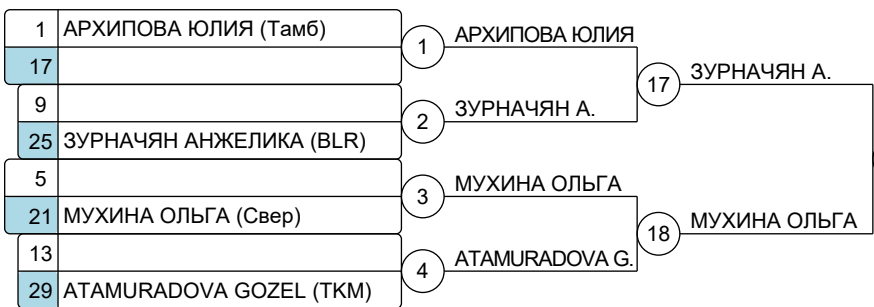 1 АРХИПОВА ЮЛИЯ (Тамб)
17
1
АРХИПОВА ЮЛИЯ
9
25 ЗУРНАЧЯН АНЖЕЛИКА (BLR)
2
ЗУРНАЧЯН А.
17
ЗУРНАЧЯН А.
5
21 МУХИНА ОЛЬГА (Свер)
3
МУХИНА ОЛЬГА
13
29 ATAMURADOVA GOZEL (TKM)
4
ATAMURADOVA G.
18
МУХИНА ОЛЬГА